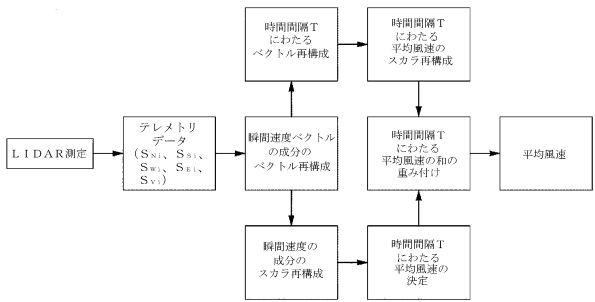 時間間隔T
にわたる
ベクトル再構成
時間間隔T
にわたる
平均風速の
スカラ再構成
LIDAR測定
テレメトリ
データ
(SNi、SSi、
SWi、SEi、
SVi)
瞬間速度ベクトル
の成分の
ベクトル再構成
時間間隔T
にわたる
平均風速の和の
重み付け
平均風速
瞬間速度の
成分の
スカラ再構成
時間間隔T
にわたる
平均風速の
決定